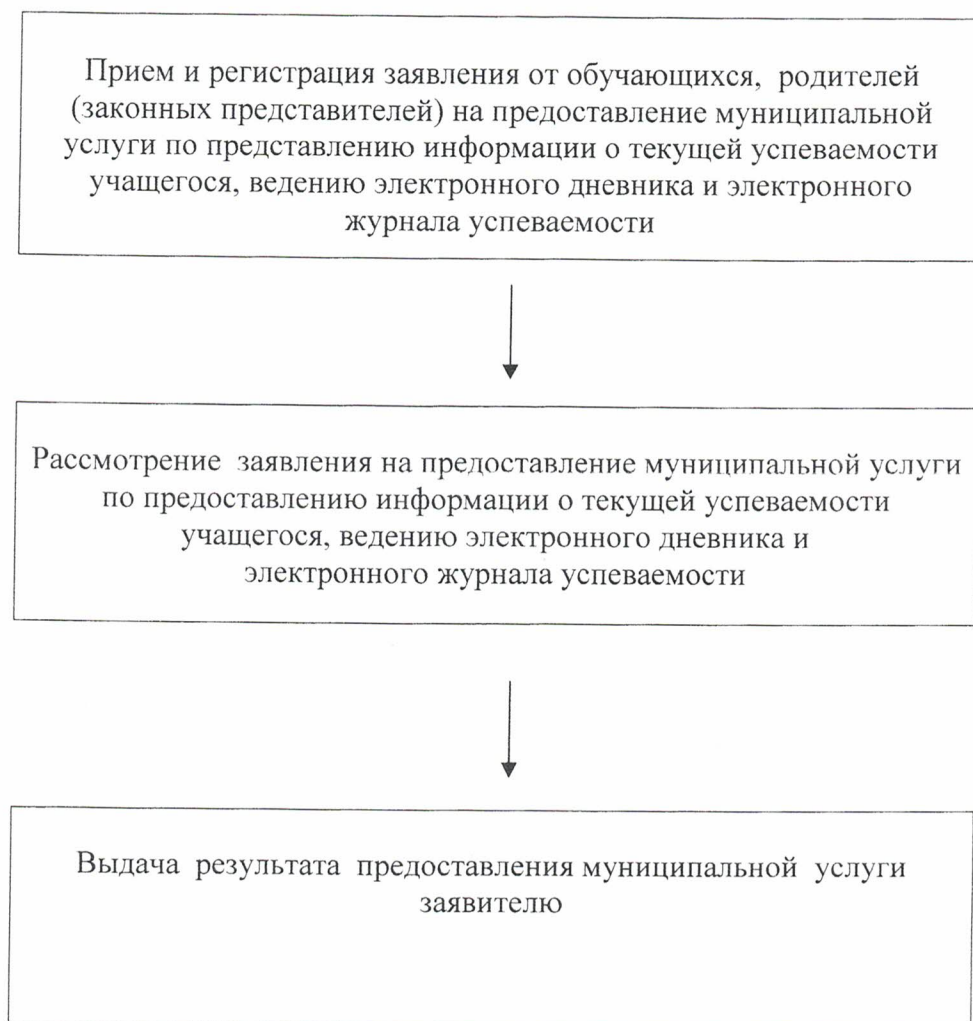 Прием и регистрация заявления от обучающихся, родителей
(законных представителей) на предоставление муниципальной
услуги по представлению информации о текущей успеваемости
учащегося, ведению электронного дневника и электронного
журнала успеваемости
Рассмотрение заявления на предоставление муниципальной услуги
по предоставлению информации о текущей успеваемости
учащегося, ведению электронного дневника и
электронного журнала успеваемости
Выдача результата предоставления муниципальной услуги
заявителю